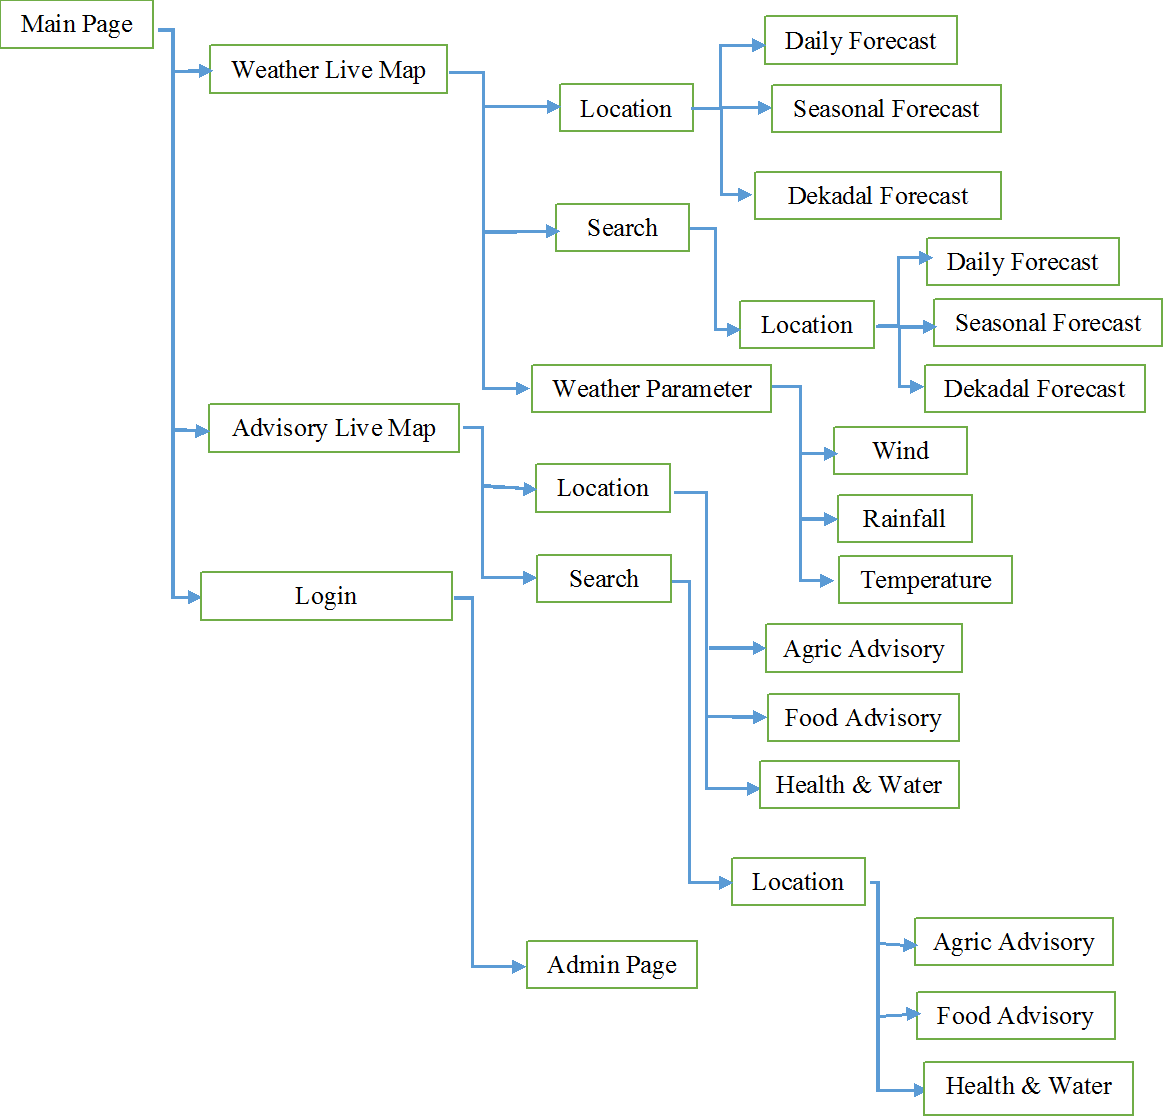 Main Page
Weather Live Map
Location
Daily Forecast
Seasonal Forecast
Dekadal Forecast
Search
Location
Daily Forecast
Seasonal Forecast
Dekadal Forecast
Weather Parameter
Wind
Rainfall
Temperature
Advisory Live Map
Location
Agric Advisory
Food Advisory
Health & Water
Search
Location
Agric Advisory
Food Advisory
Health & Water
Login
Admin Page